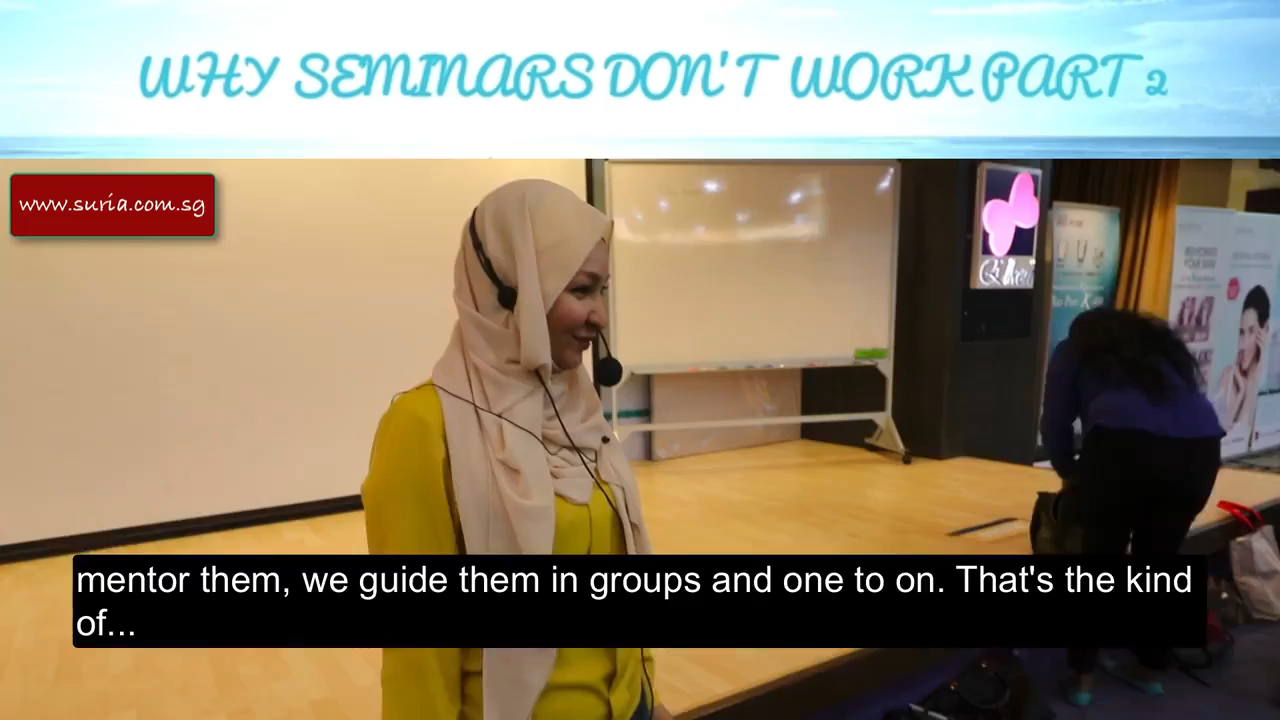 WHY SEMINARS DON'T WORK PART 2
www.suria.com.sg
mentor them, we guide them in groups and one to on. That's the kind
of...